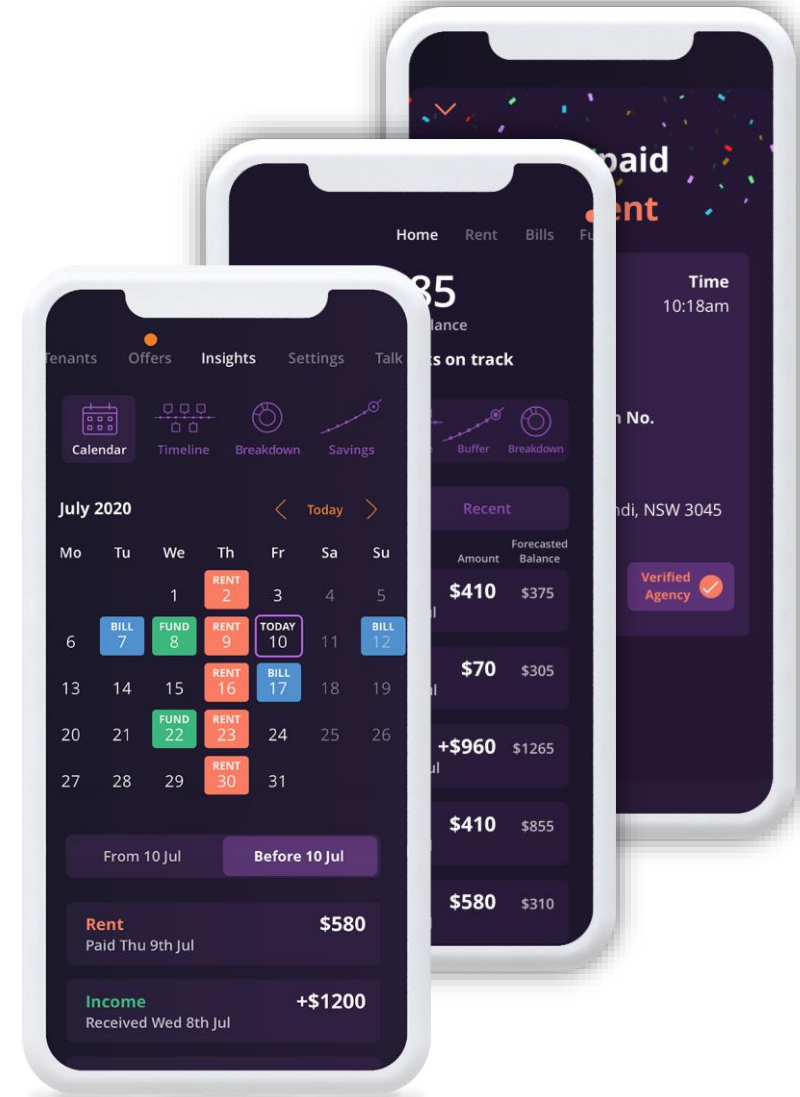 Tenants Offers Insights Settings Talk
Calendar Timeline Breakdown Savings
July 2020 Today
Mo Tu We Th Fr Sa Su
1 RENT 2 3 4 5
6 BILL 7 FUND 8 RENT 9 TODAY 10 11 BILL 12
13 14 15 RENT 16 BILL 17 18 19
20 21 FUND 22 RENT 23 24 25 26
27 28 29 RENT 30 31
From 10 Jul Before 10 Jul
Rent $580
Paid Thu 9th Jul
Income +$1200
Received Wed 8th Jul
Home Rent Bills
85
on track
Buffer Breakdown
Recent
Amount Forecasted Balance
$410 $375
$70 $305
+$960 $1265
$410 $855
$580 $310
paid
Time
10:18am
No.
NSW 3045
Verified
Agency